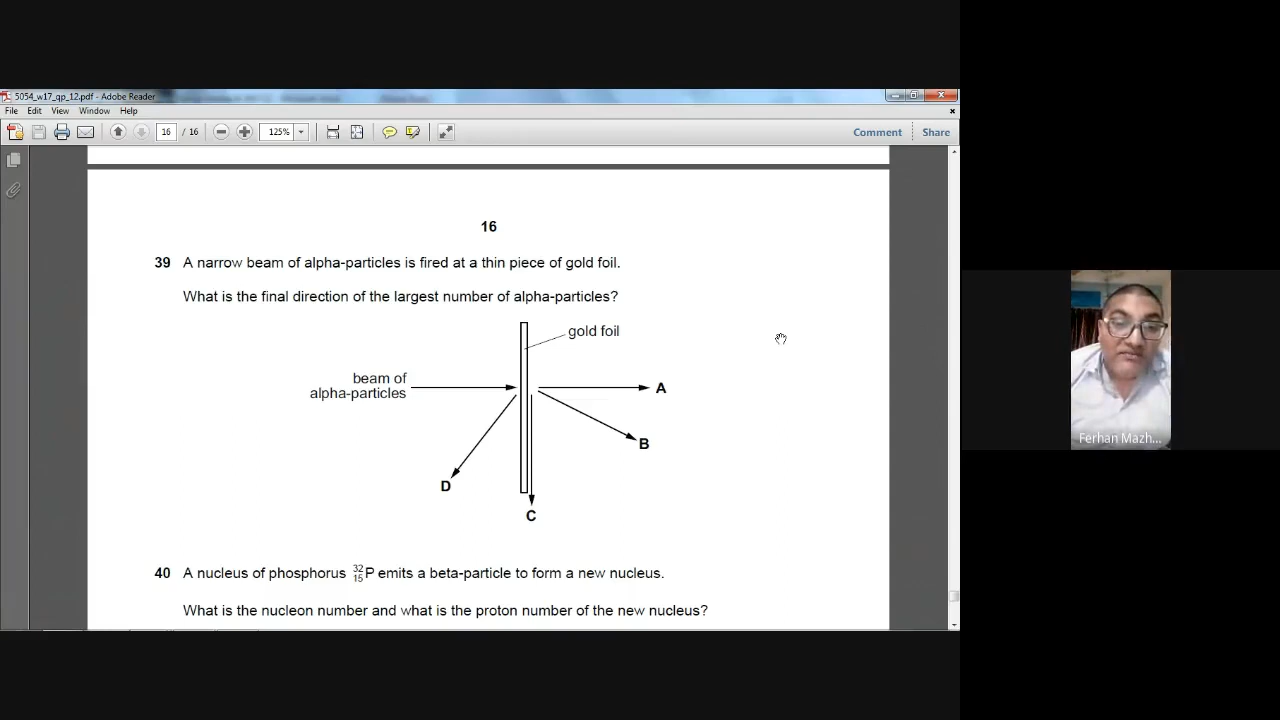 5054_w17_qp_12.pdf - Adobe Reader
File Edit View Window Help
16 / 16 125% Comment Share
16
39 A narrow beam of alpha-particles is fired at a thin piece of gold foil.
What is the final direction of the largest number of alpha-particles?
gold foil
beam of
alpha-particles
A
B
D
C
40 A nucleus of phosphorus ³²₁₅P emits a beta-particle to form a new nucleus.
What is the nucleon number and what is the proton number of the new nucleus?
Ferhan Mazh...